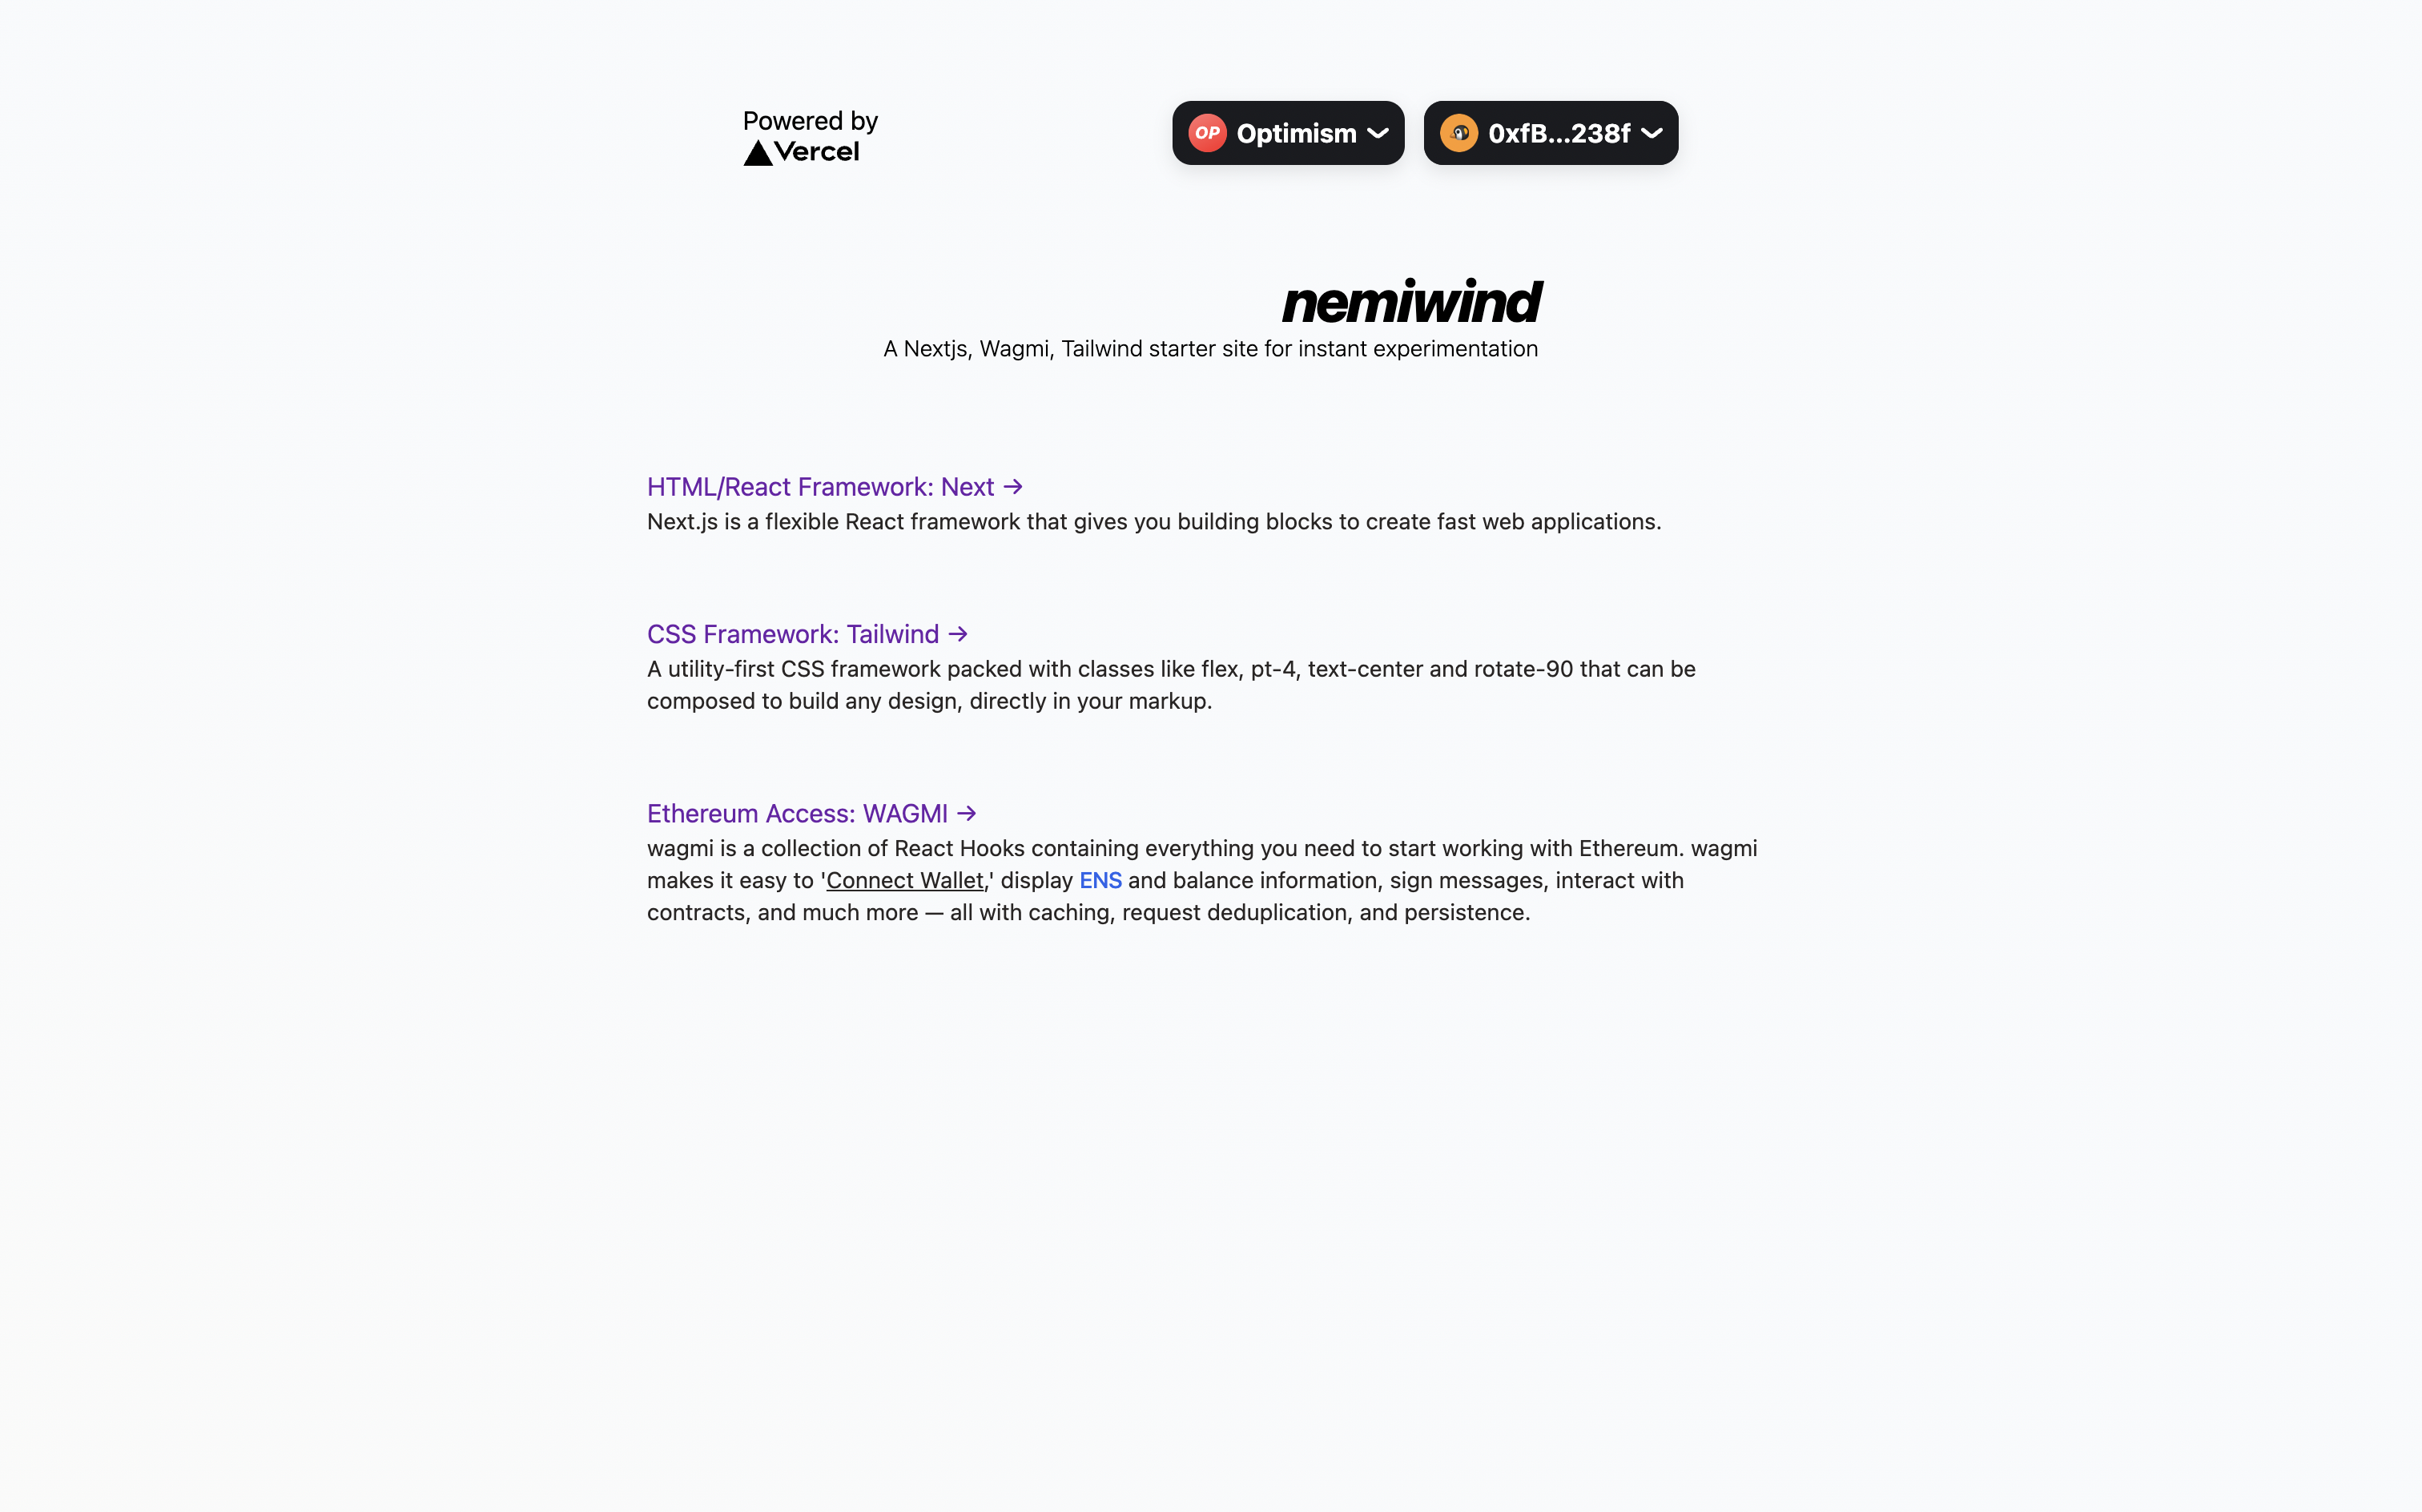 Powered by
Vercel
OP Optimism
0xfB...238f
nemiwind
A Nextjs, Wagmi, Tailwind starter site for instant experimentation
HTML/React Framework: Next →
Next.js is a flexible React framework that gives you building blocks to create fast web applications.
CSS Framework: Tailwind →
A utility-first CSS framework packed with classes like flex, pt-4, text-center and rotate-90 that can be
composed to build any design, directly in your markup.
Ethereum Access: WAGMI →
wagmi is a collection of React Hooks containing everything you need to start working with Ethereum. wagmi
makes it easy to 'Connect Wallet,' display ENS and balance information, sign messages, interact with
contracts, and much more — all with caching, request deduplication, and persistence.